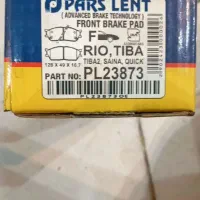 PARS LENT
( ADVANCED BRAKE TECHNOLOGY )
FRONT BRAKE PAD
F
RIO, TIBA
TIBA2, SAINA, QUICK
PART NO: PL23873